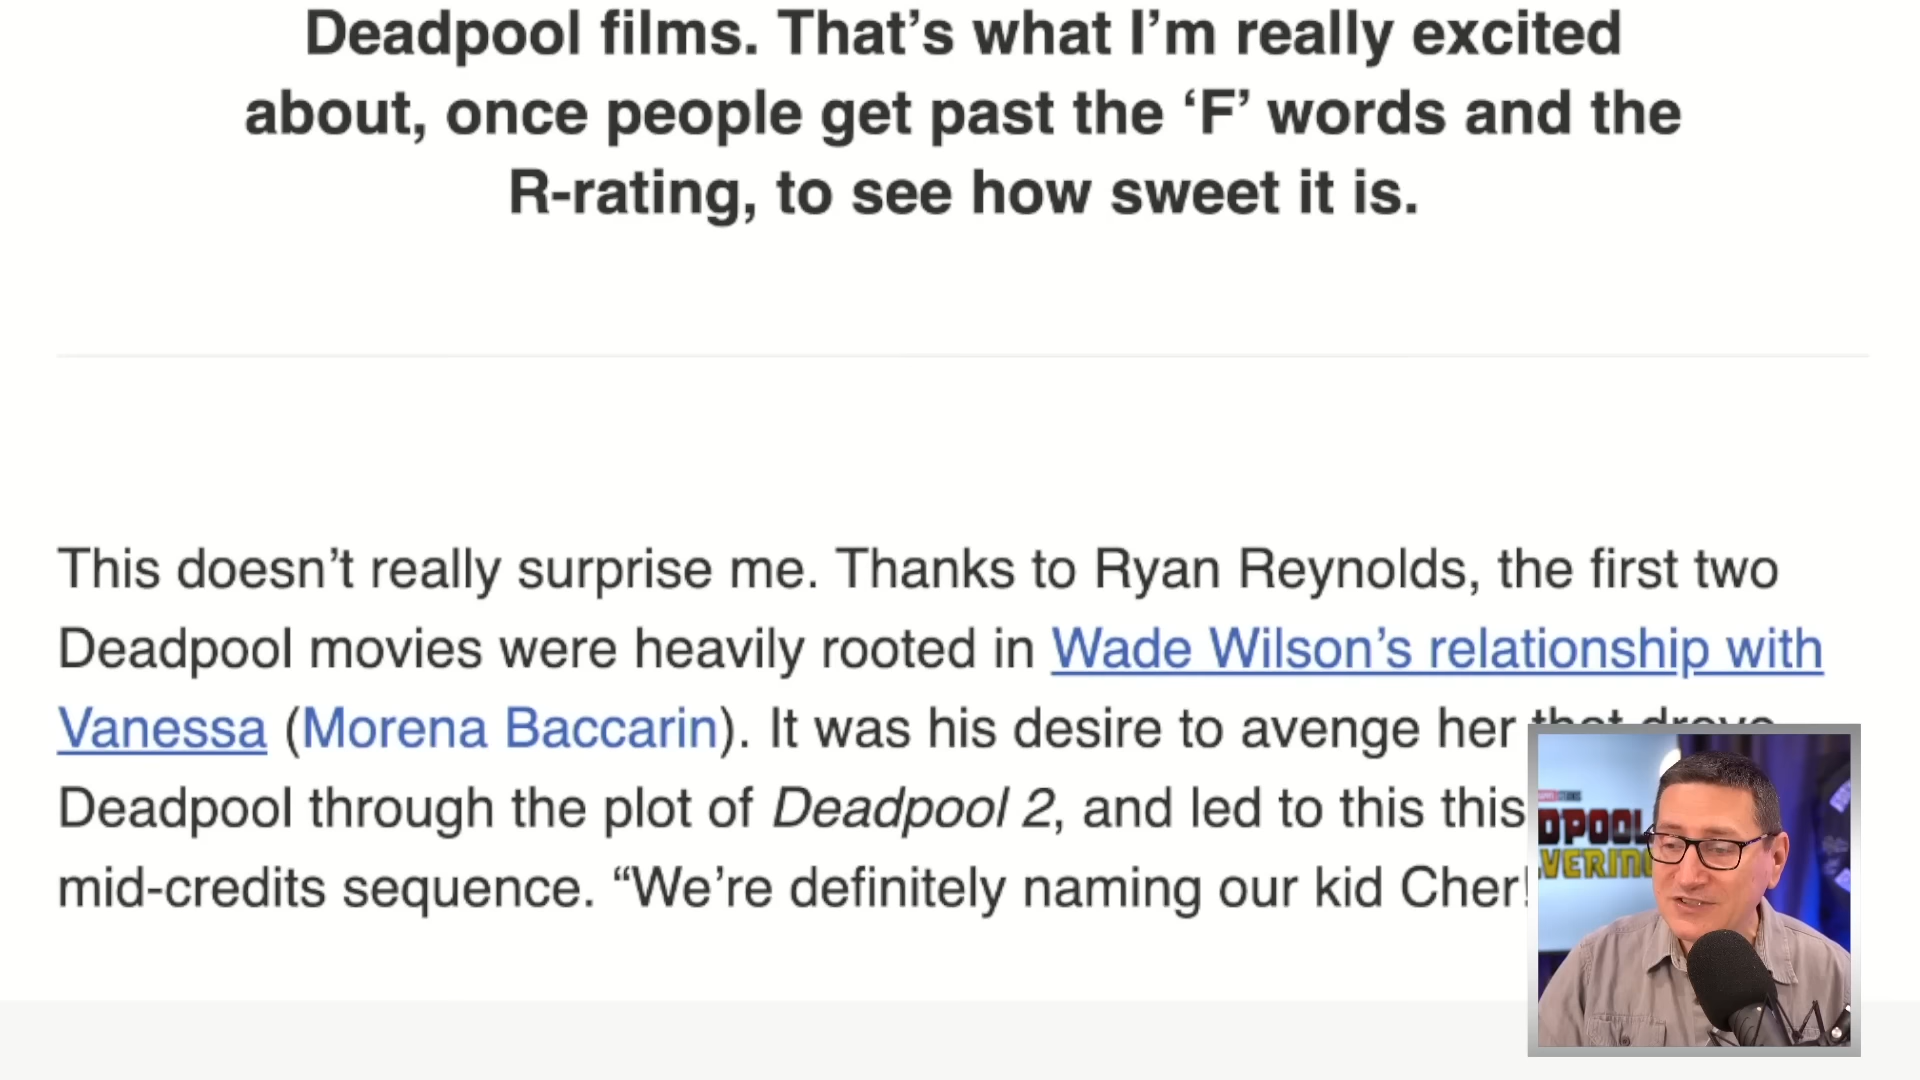 Deadpool films. That’s what I’m really excited
about, once people get past the ‘F’ words and the
R-rating, to see how sweet it is.
This doesn’t really surprise me. Thanks to Ryan Reynolds, the first two
Deadpool movies were heavily rooted in Wade Wilson’s relationship with
Vanessa (Morena Baccarin). It was his desire to avenge her that drove
Deadpool through the plot of Deadpool 2, and led to this this
mid-credits sequence. “We’re definitely naming our kid Cher!
DPOOL
VERINE